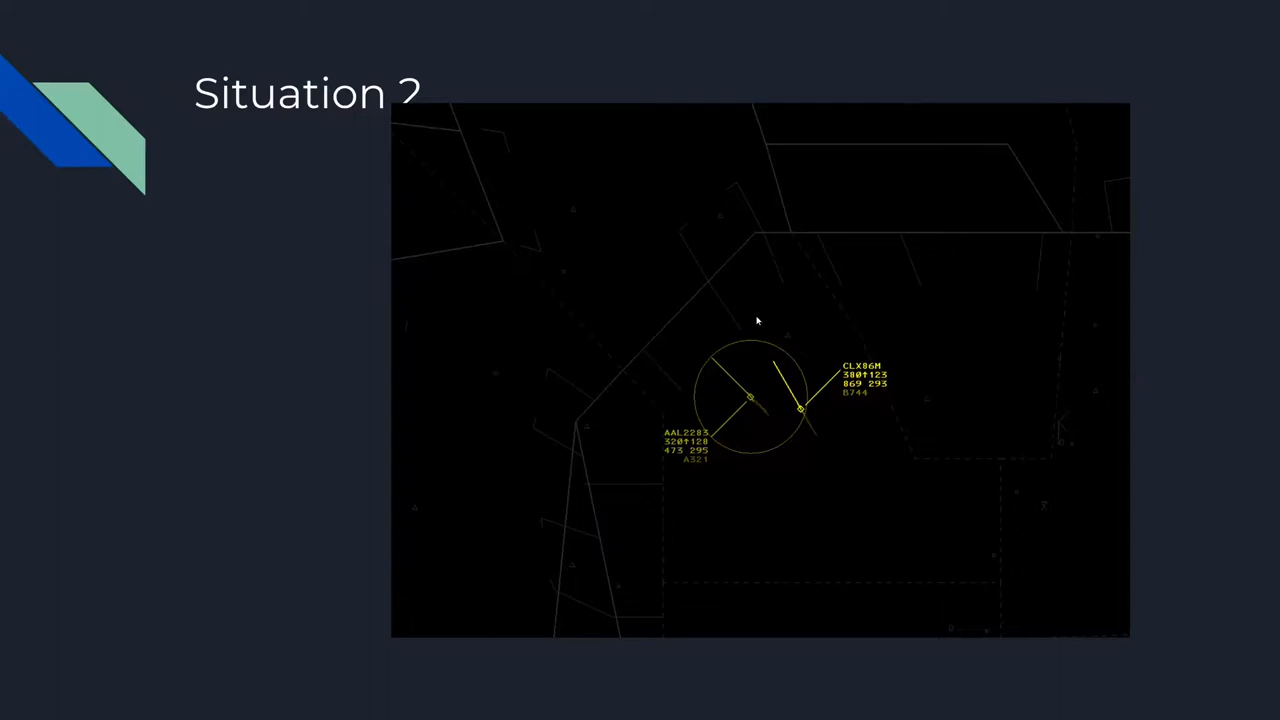 Situation 2
CLX86M
380↑123
869 293
B744
AAL2283
320↑128
473 295
A321